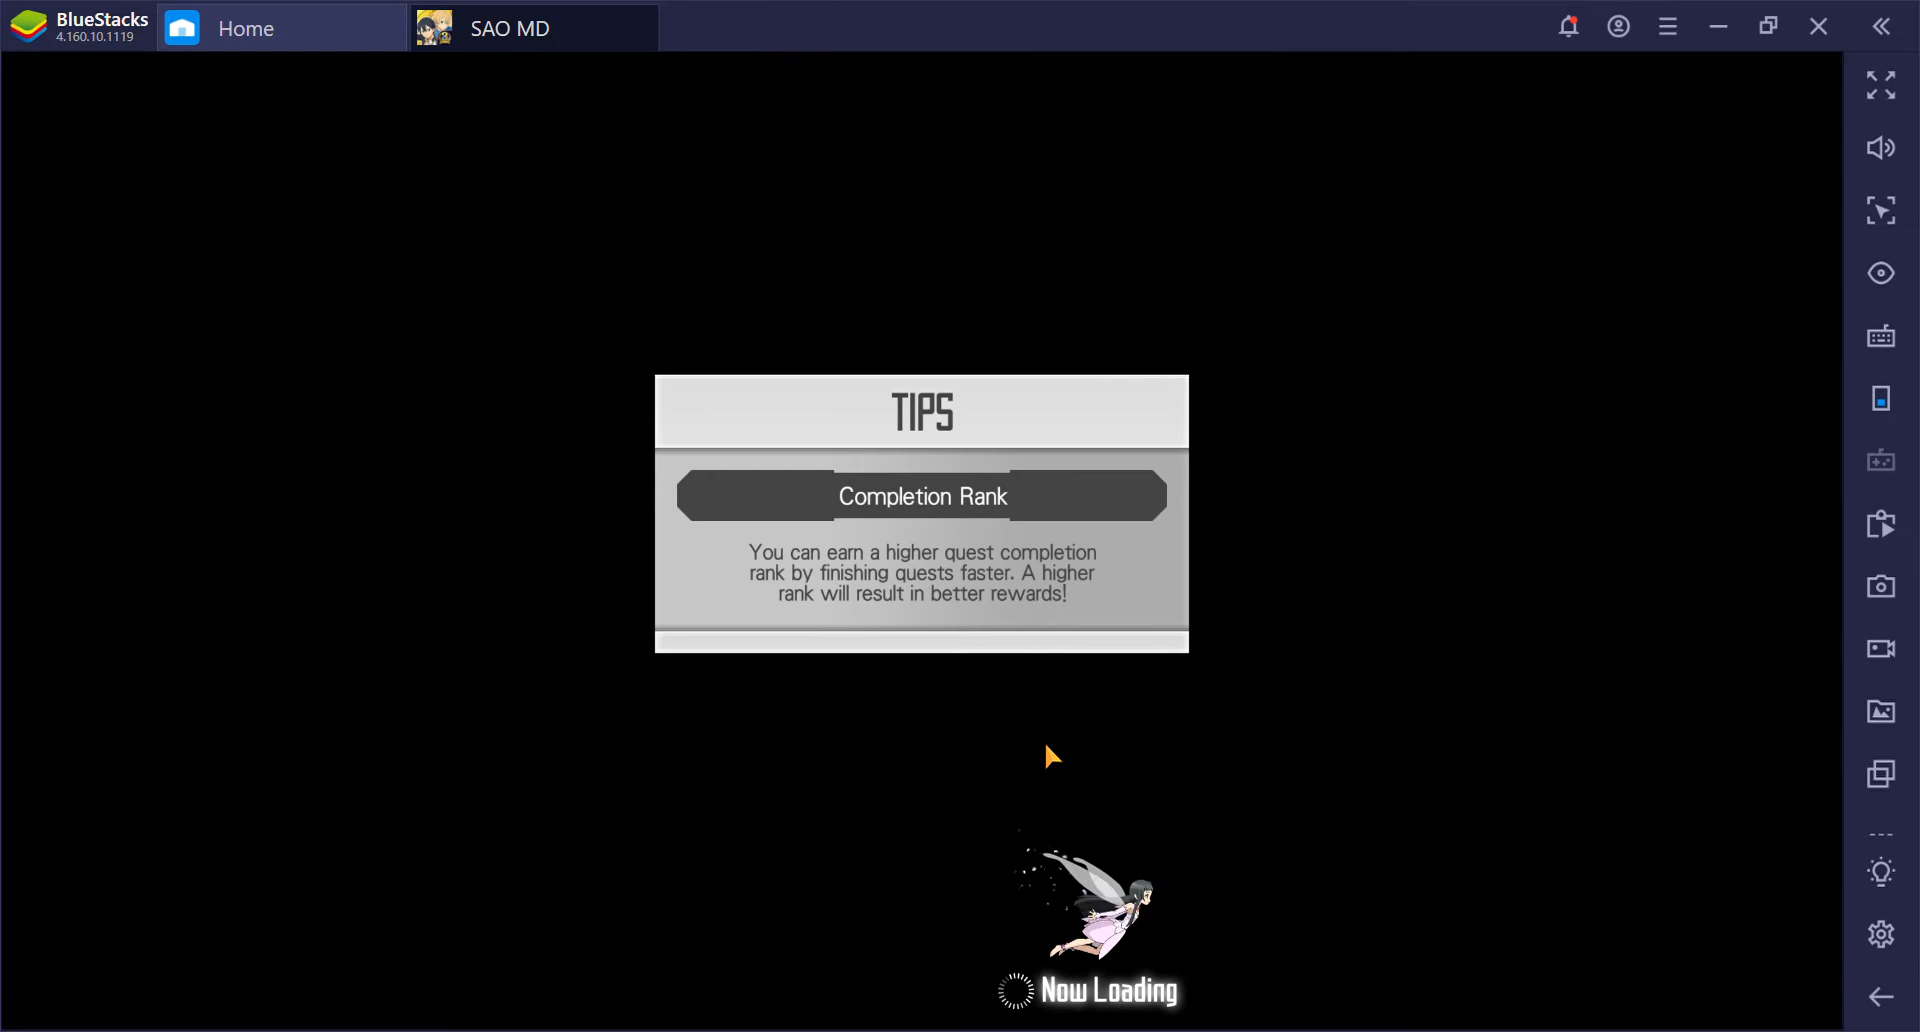 BlueStacks
4.160.10.1119
Home
SAO MD
TIPS
Completion Rank
You can earn a higher quest completion
rank by finishing quests faster. A higher
rank will result in better rewards!
Now Loading